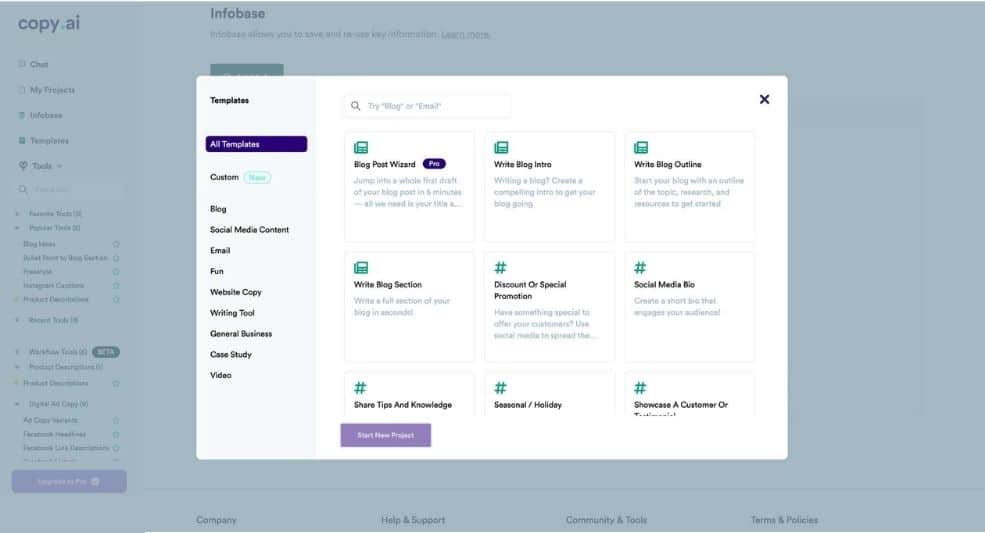 copy.ai
Chat
My Projects
Infobase
Templates
Tools
Favorite Tools (0)
Popular Tools (5)
Blog Ideas
Bullet Point to Blog Section
Freestyle
Instagram Captions
Product Descriptions
Recent Tools (1)
Workflow Tools (6) BETA
Product Descriptions (1)
Product Descriptions
Digital Ad Copy (9)
Ad Copy Variants
Facebook Headlines
Facebook Link Descriptions
Upgrade to Pro
Infobase
Infobase allows you to save and re-use key information. Learn more.
Templates
All Templates
Custom New
Blog
Social Media Content
Email
Fun
Website Copy
Writing Tool
General Business
Case Study
Video
Try "Blog" or "Email"
Blog Post Wizard Pro
Jump into a whole first draft
of your blog post in 5 minutes
— all we need is your title a...
Write Blog Intro
Writing a blog? Create a
compelling intro to get your
blog going.
Write Blog Outline
Start your blog with an outline
of the topic, research, and
resources to get started
Write Blog Section
Write a full section of your
blog in seconds!
Discount Or Special
Promotion
Have something special to
offer your customers? Use
social media to spread the...
Social Media Bio
Create a short bio that
engages your audience!
Share Tips And Knowledge
Seasonal / Holiday
Showcase A Customer Or
Testimonial
Start New Project
Company
Help & Support
Community & Tools
Terms & Policies